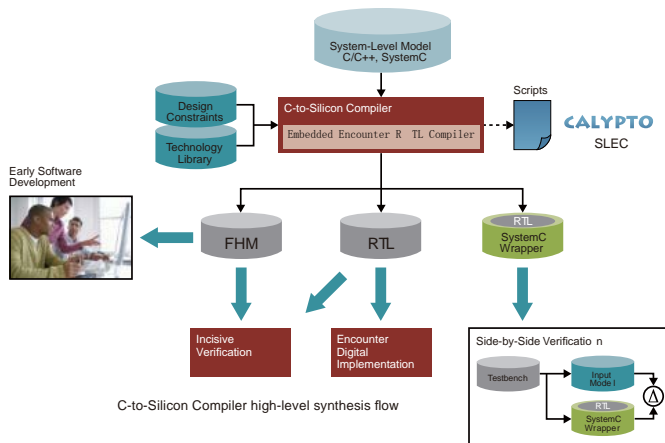 System-Level Model
C/C++, SystemC
Design
Constraints
Technology
Library
C-to-Silicon Compiler
Embedded Encounter R TL Compiler
Scripts
CALYPTO
SLEC
Early Software
Development
FHM
RTL
RTL
SystemC
Wrapper
Incisive
Verification
Encounter
Digital
Implementation
Side-by-Side Verificatio n
Testbench
Input
Mode l
Δ
RTL
SystemC
Wrapper
C-to-Silicon Compiler high-level synthesis flow